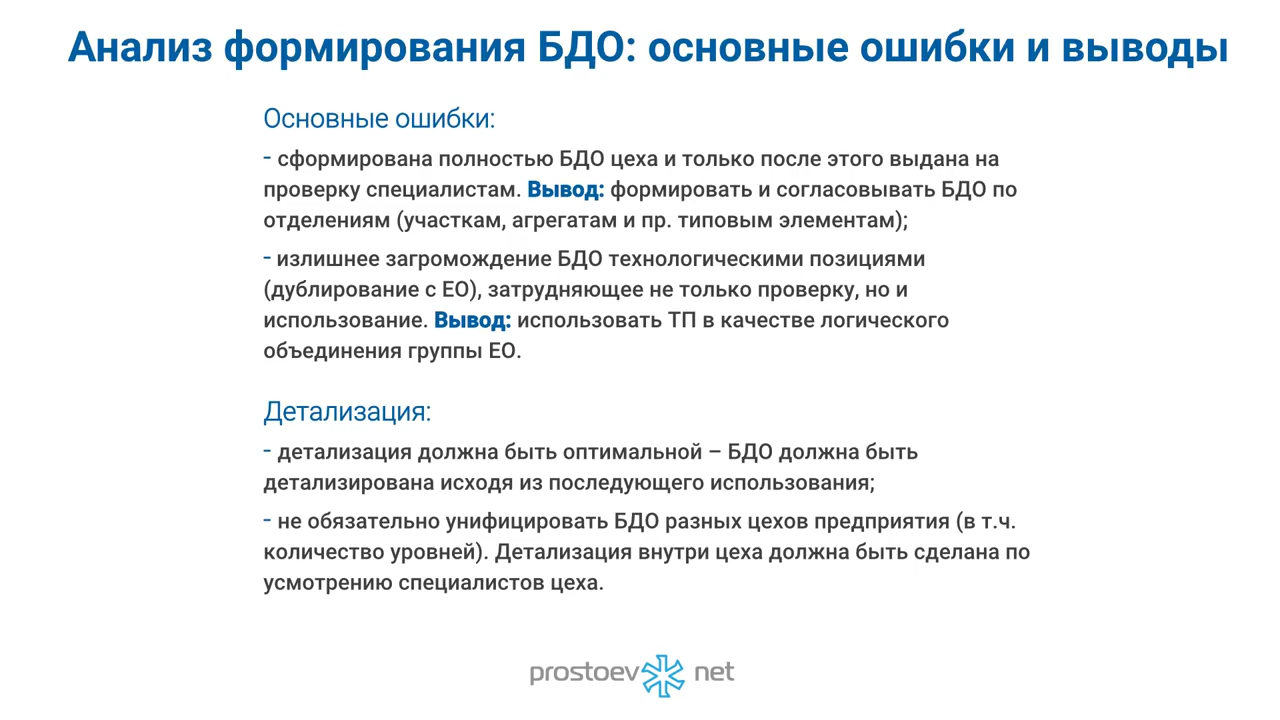 Анализ формирования БДО: основные ошибки и выводы
Основные ошибки:
- сформирована полностью БДО цеха и только после этого выдана на
проверку специалистам. Вывод: формировать и согласовывать БДО по
отделениям (участкам, агрегатам и пр. типовым элементам);
- излишнее загромождение БДО технологическими позициями
(дублирование с ЕО), затрудняющее не только проверку, но и
использование. Вывод: использовать ТП в качестве логического
объединения группы ЕО.
Детализация:
- детализация должна быть оптимальной – БДО должна быть
детализирована исходя из последующего использования;
- не обязательно унифицировать БДО разных цехов предприятия (в т.ч.
количество уровней). Детализация внутри цеха должна быть сделана по
усмотрению специалистов цеха.
prostoev net